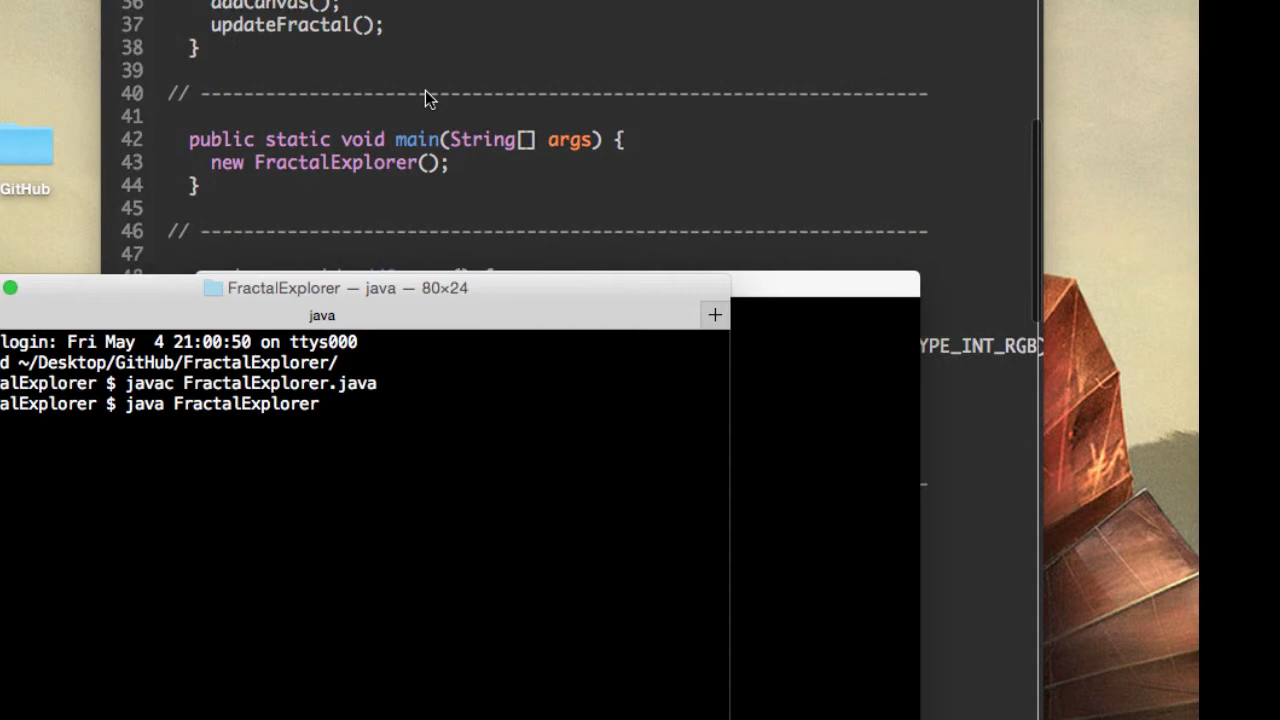 36 addCanvas();
37 updateFractal();
38 }
39
40 // -------------------------------------------------------------------
41
42 public static void main(String[] args) {
43 new FractalExplorer();
44 }
45
46 // -------------------------------------------------------------------
47
GitHub
YPE_INT_RGB)
FractalExplorer — java — 80×24
java
+
login: Fri May  4 21:00:50 on ttys000
d ~/Desktop/GitHub/FractalExplorer/
alExplorer $ javac FractalExplorer.java
alExplorer $ java FractalExplorer